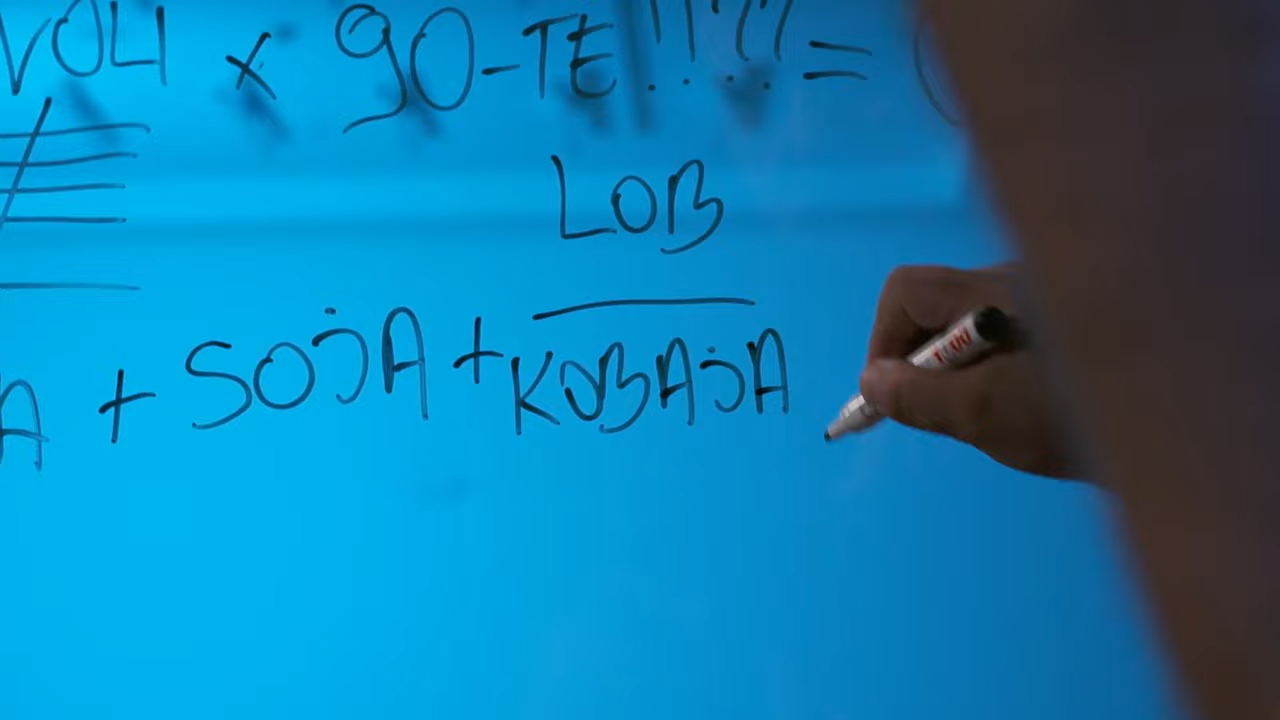 VOLI x 90-TE!!?? =
LOB
A + SOjA + KOBAjA